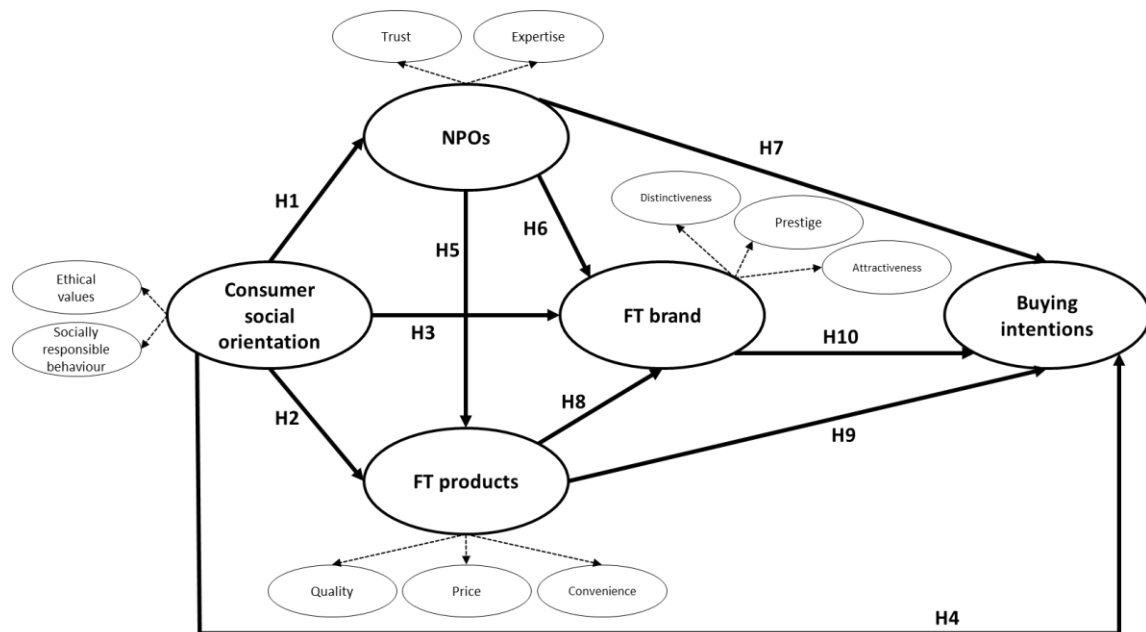 Trust
Expertise
NPOs
H7
Distinctiveness
H1
Prestige
H6
H5
Attractiveness
Ethical
values
Consumer
social
orientation
FT brand
Buying
intentions
Socially
responsible
behaviour
H3
H10
H8
H2
H9
FT products
Quality
Price
Convenience
H4